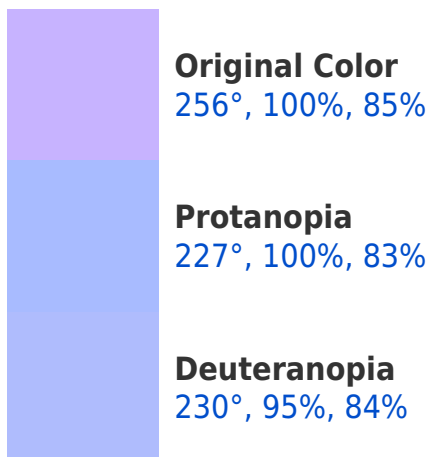 Original Color
256°, 100%, 85%
Protanopia
227°, 100%, 83%
Deuteranopia
230°, 95%, 84%